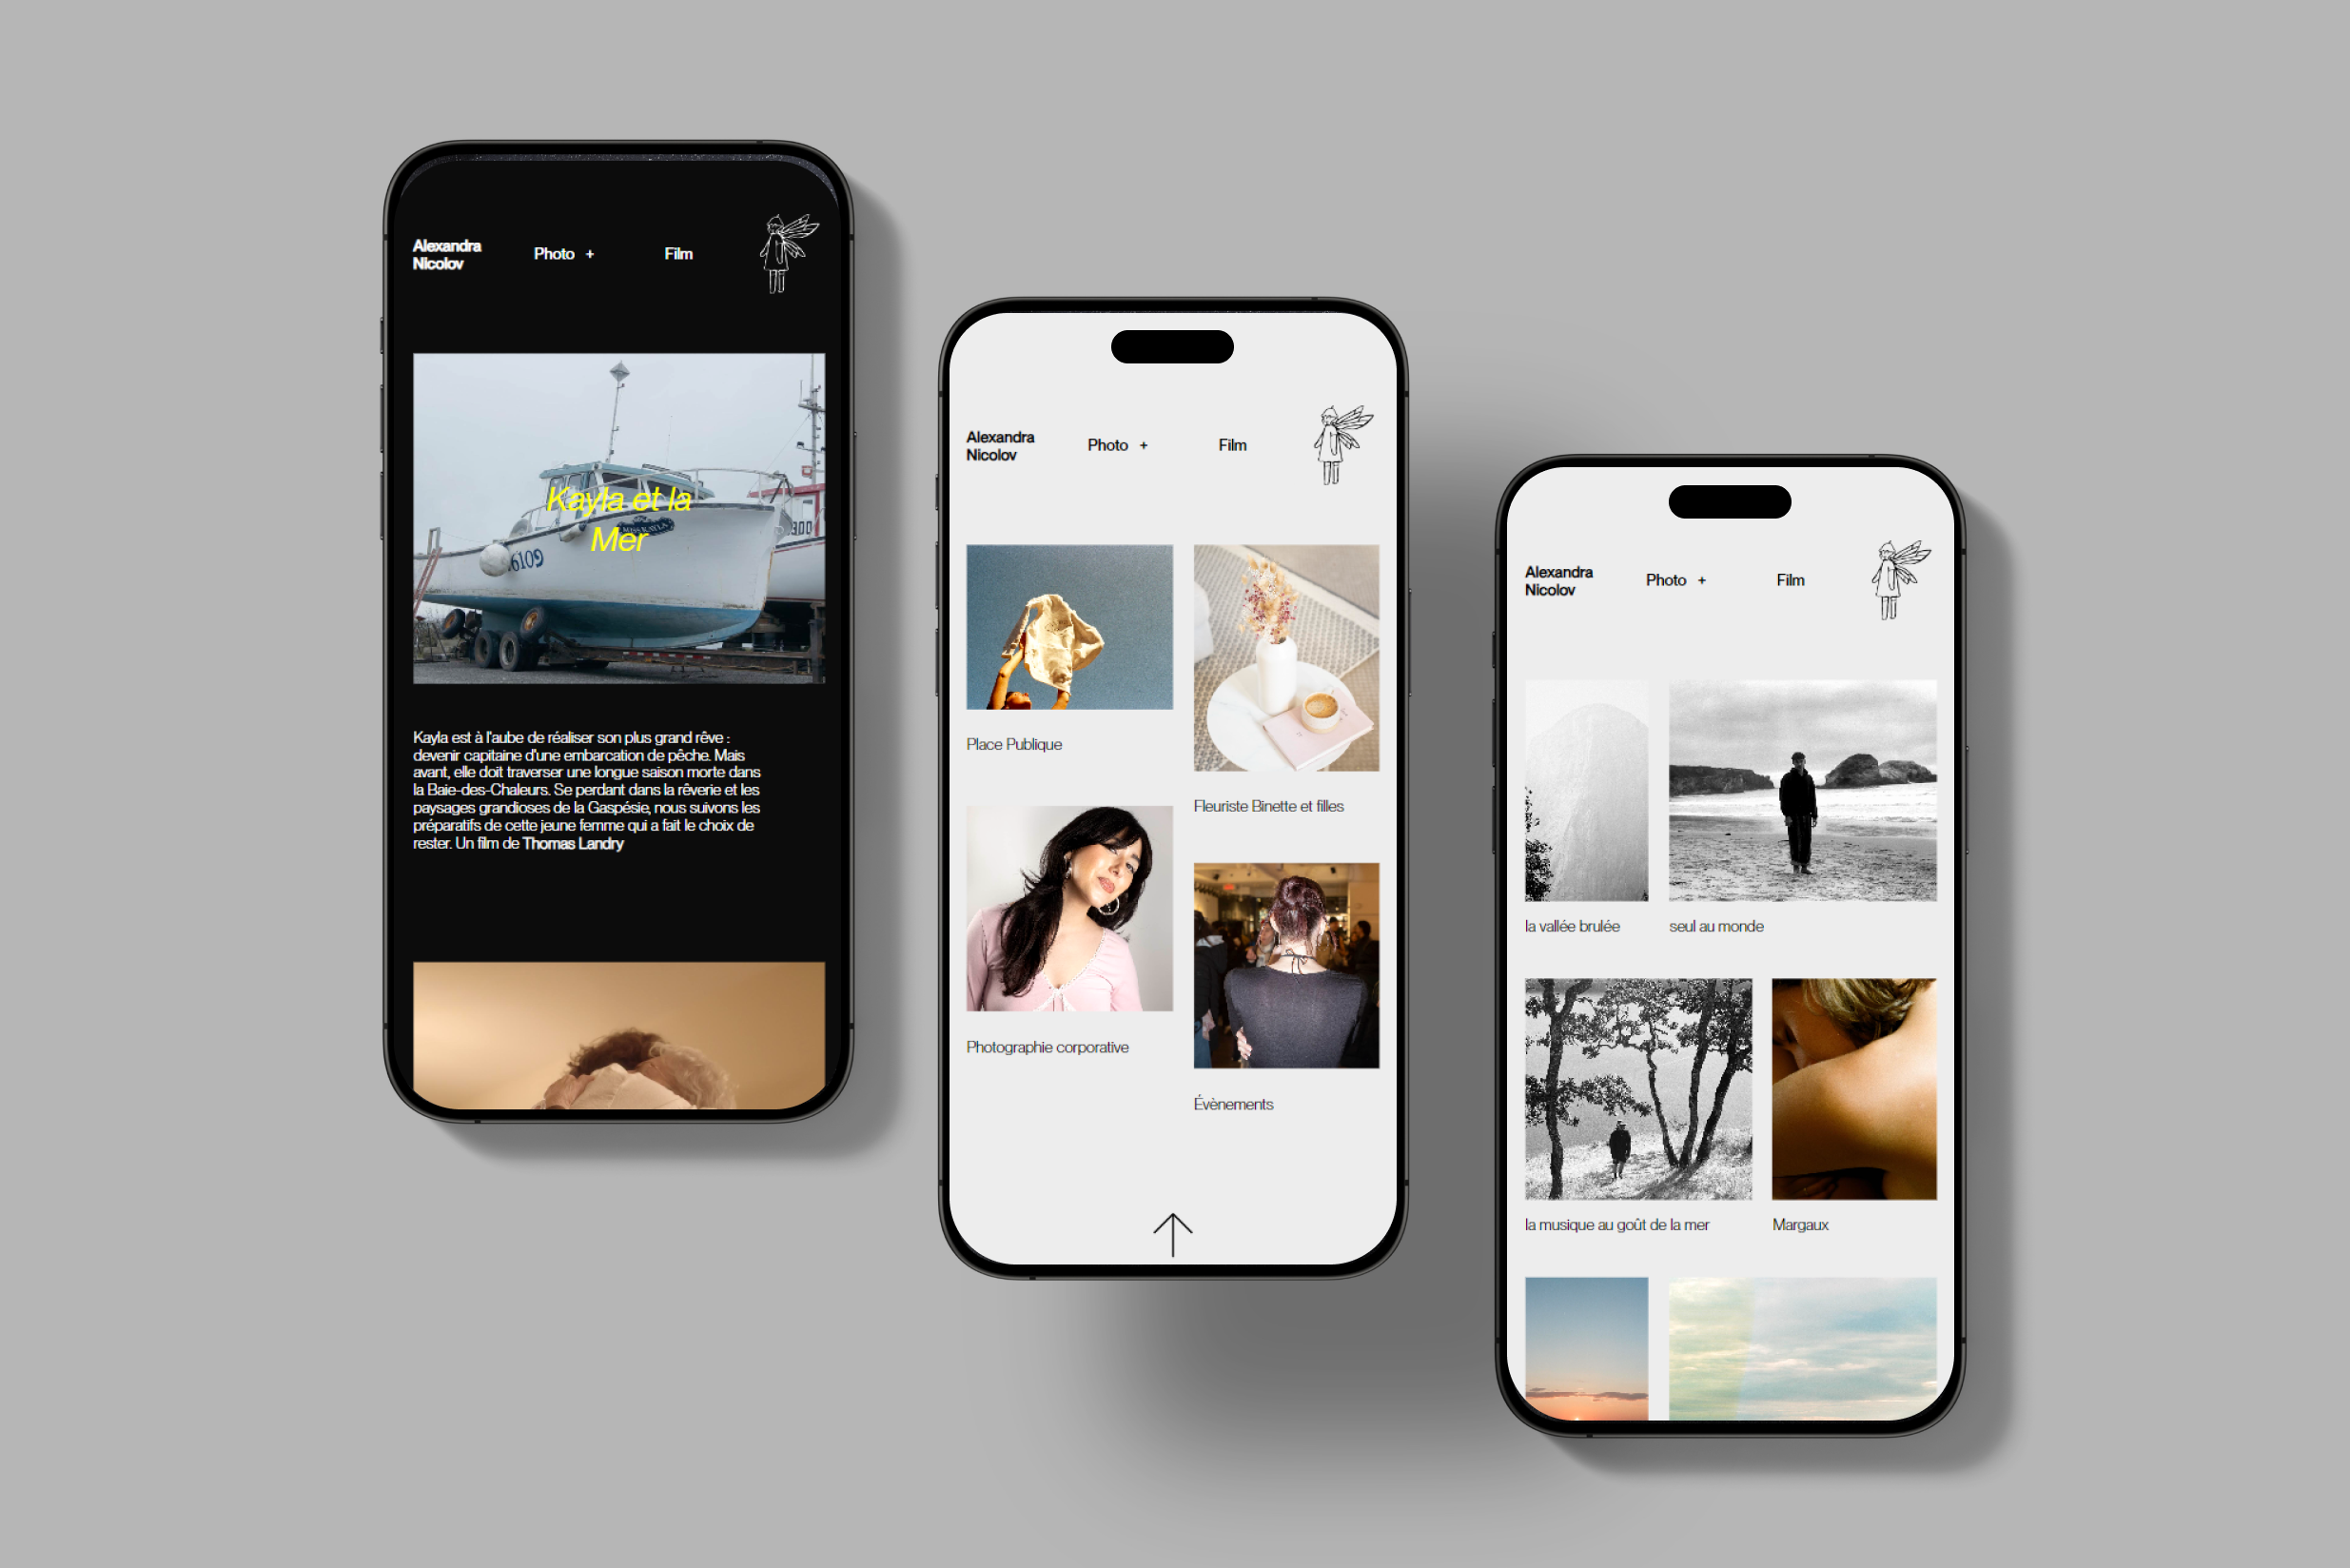 Alexandra
Nicolov
Photo +
Film
Kayla et la
Mer
MISS KAYLA
6109
300
Kayla est à l'aube de réaliser son plus grand rêve :
devenir capitaine d'une embarcation de pêche. Mais
avant, elle doit traverser une longue saison morte dans
la Baie-des-Chaleurs. Se perdant dans la rêverie et les
paysages grandioses de la Gaspésie, nous suivons les
préparatifs de cette jeune femme qui a fait le choix de
rester. Un film de Thomas Landry
Alexandra
Nicolov
Photo +
Film
Place Publique
Fleuriste Binette et filles
Photographie corporative
Évènements
Alexandra
Nicolov
Photo +
Film
la vallée brulée
seul au monde
la musique au goût de la mer
Margaux